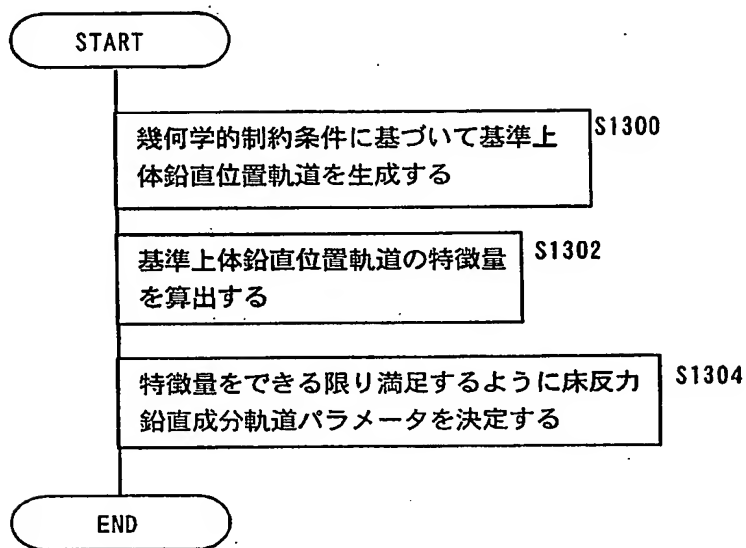 START
S1300
幾何学的制約条件に基づいて基準上
体鉛直位置軌道を生成する
S1302
基準上体鉛直位置軌道の特徴量
を算出する
S1304
特徴量をできる限り満足するように床反力
鉛直成分軌道パラメータを決定する
END